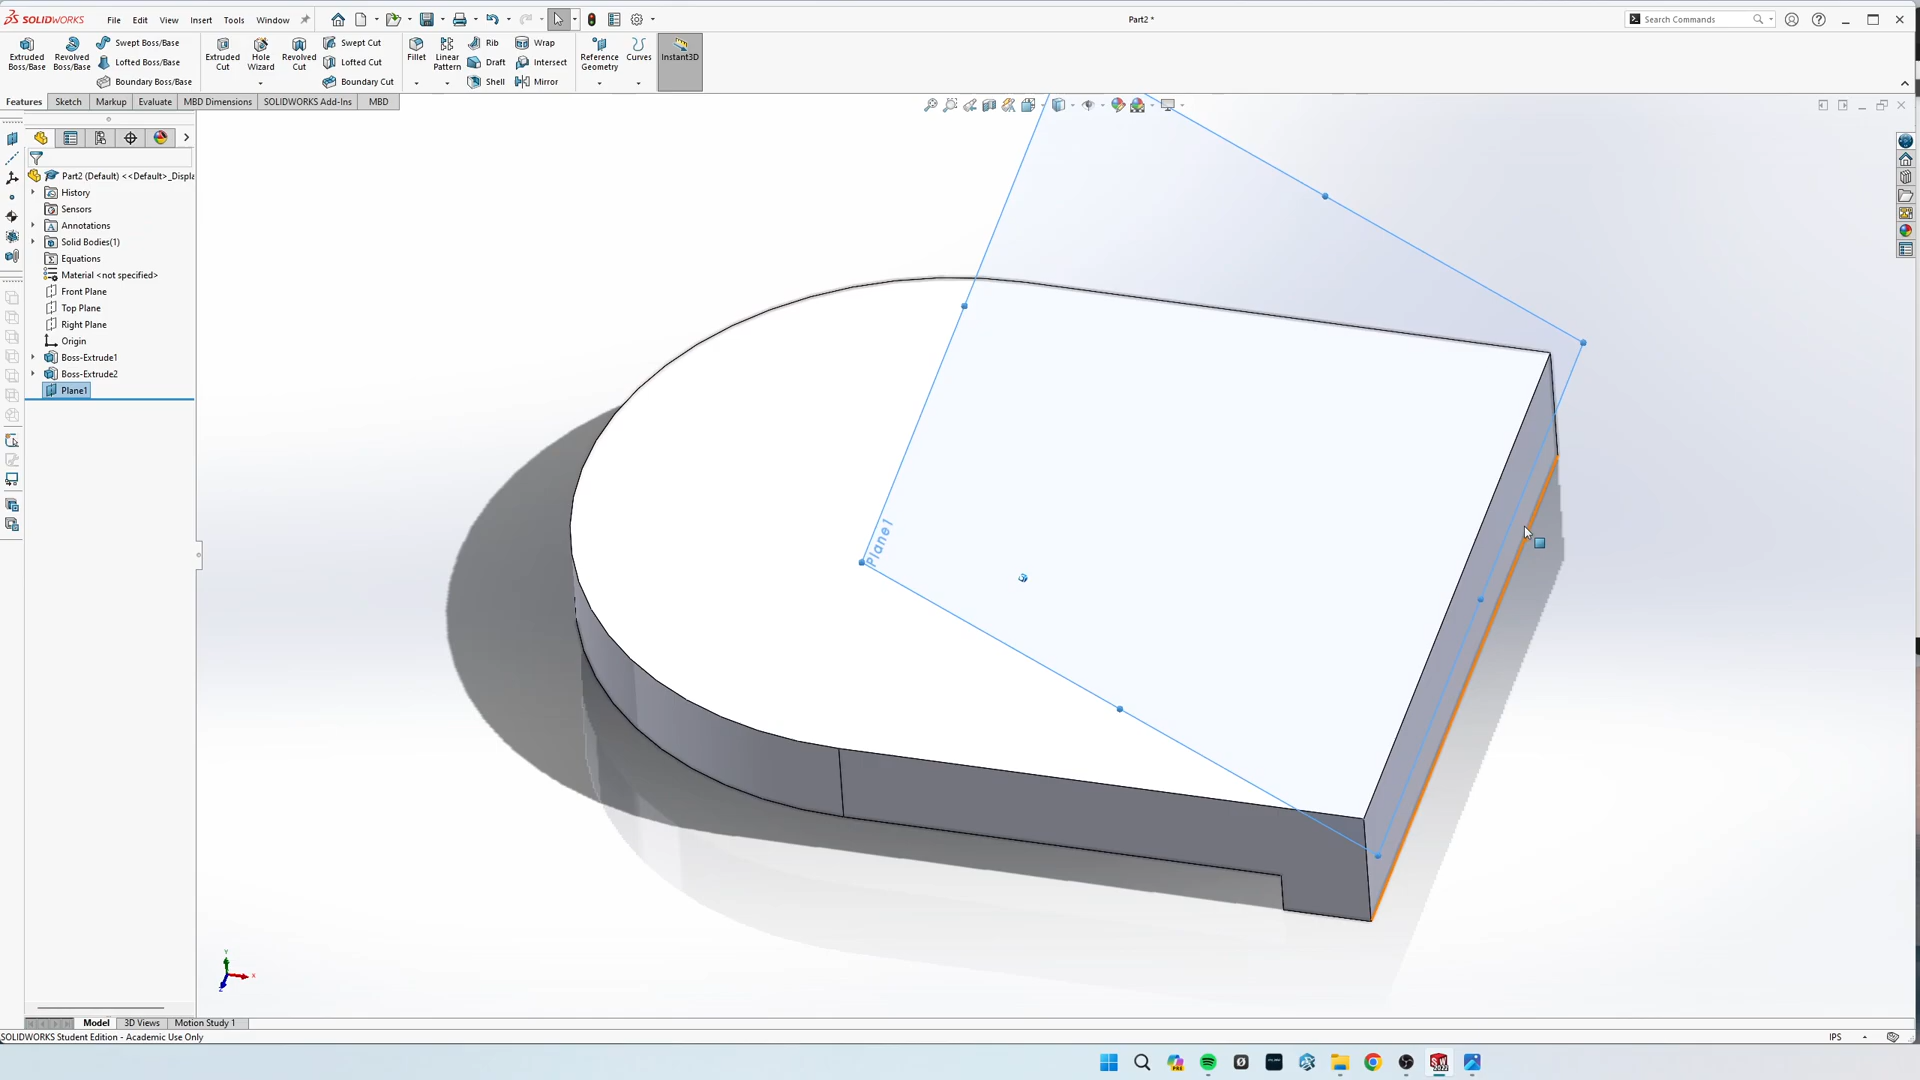 SOLIDWORKS File Edit View Insert Tools Window Part2 * Search Commands
Extruded Boss/Base
Revolved Boss/Base
Swept Boss/Base
Lofted Boss/Base
Boundary Boss/Base
Extruded Cut
Hole Wizard
Revolved Cut
Swept Cut
Lofted Cut
Boundary Cut
Fillet
Linear Pattern
Rib
Draft
Shell
Wrap
Intersect
Mirror
Reference Geometry
Curves
Instant3D
Features Sketch Markup Evaluate MBD Dimensions SOLIDWORKS Add-Ins MBD
Part2 (Default) <<Default>_Displa
History
Sensors
Annotations
Solid Bodies(1)
Equations
Material <not specified>
Front Plane
Top Plane
Right Plane
Origin
Boss-Extrude1
Boss-Extrude2
Plane1
Plane1
Y
X
Z
Model 3D Views Motion Study 1
SOLIDWORKS Student Edition - Academic Use Only IPS